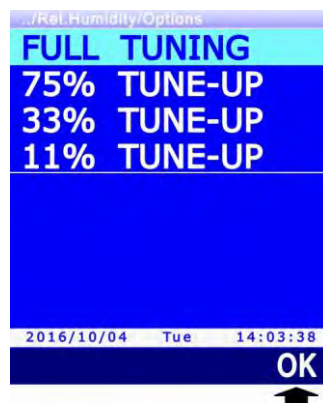 ../Rel.Humidity/Options
FULL TUNING
75% TUNE-UP
33% TUNE-UP
11% TUNE-UP
2016/10/04 Tue 14:03:38
OK